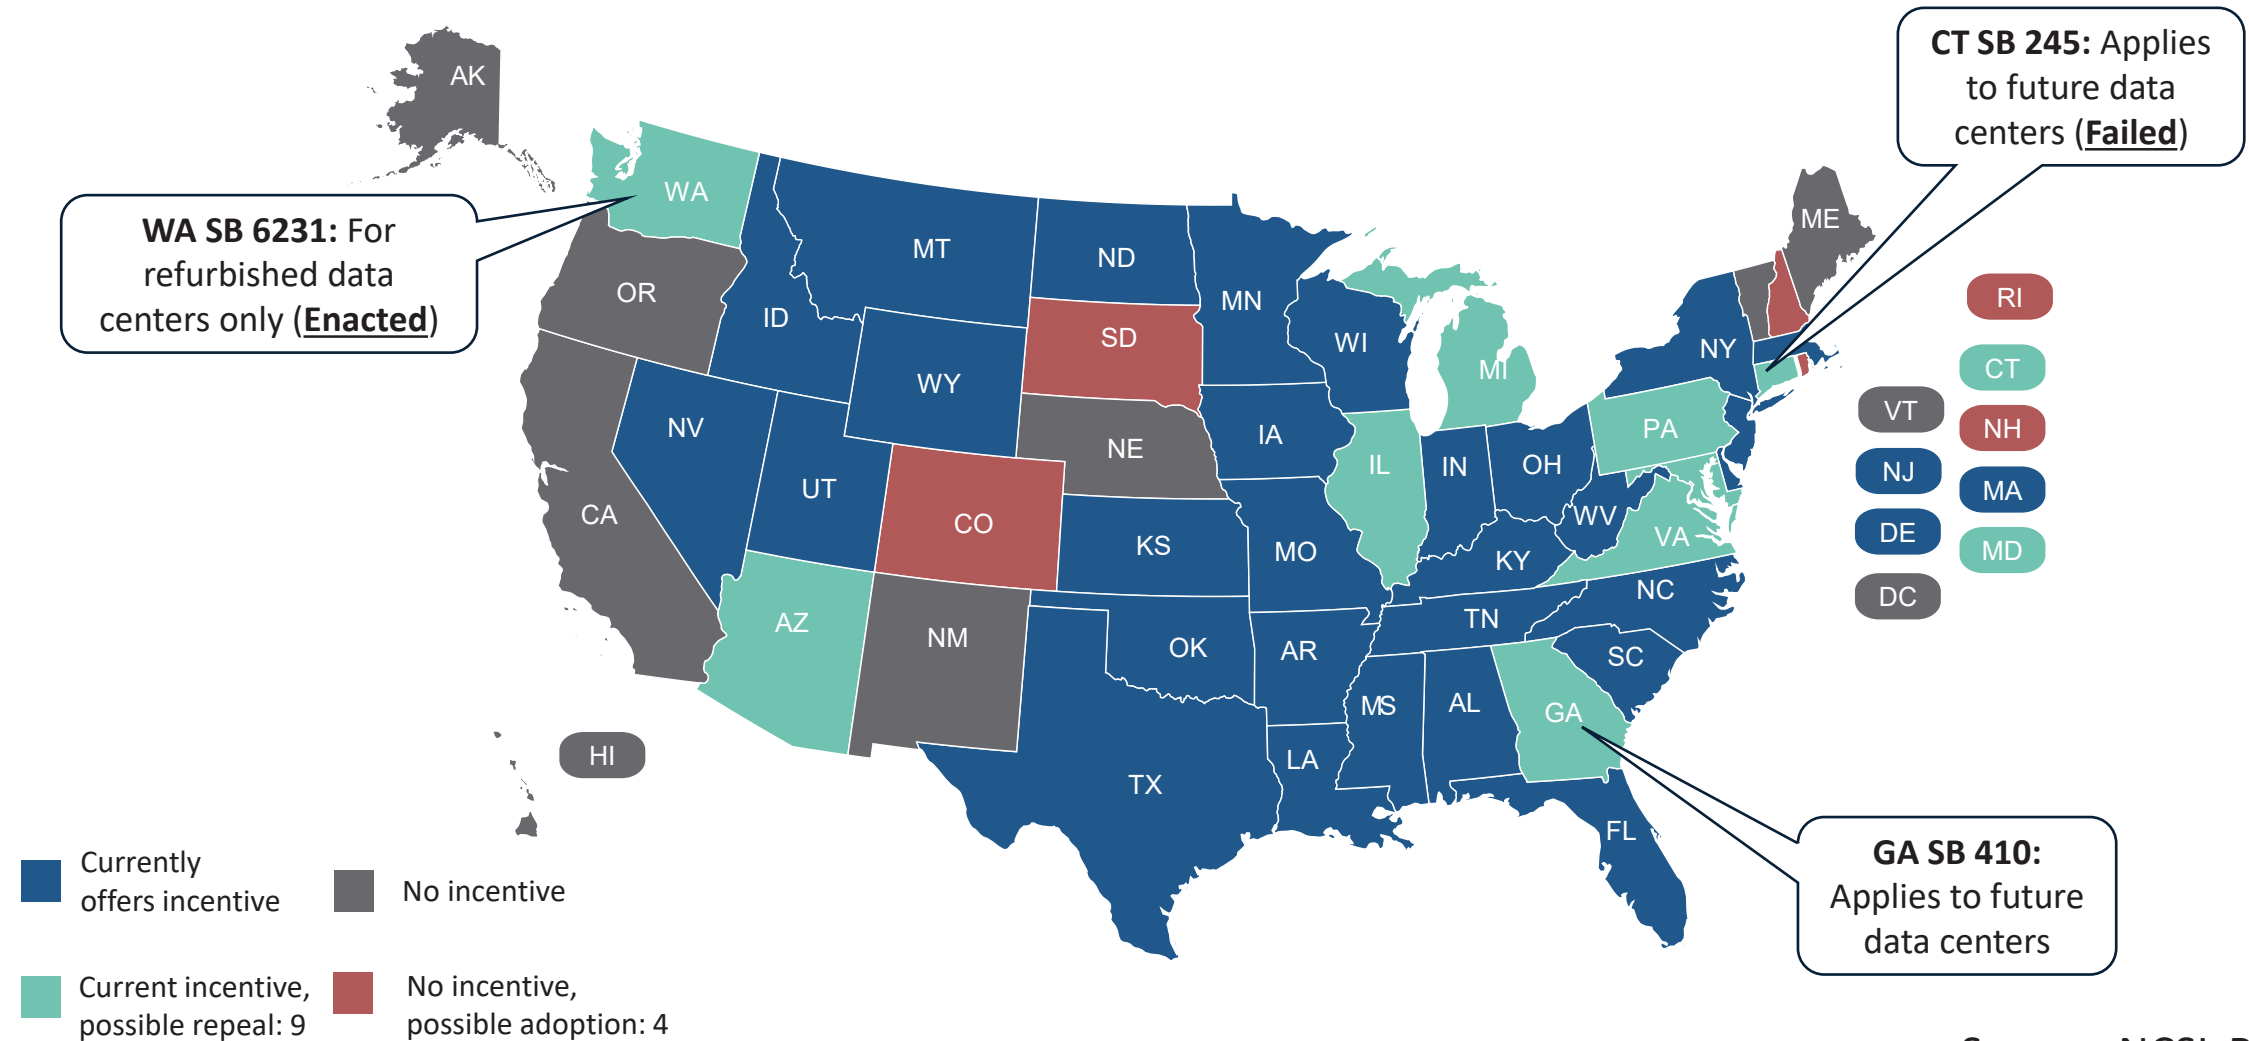 AK
CT SB 245: Applies
to future data
centers (Failed)
WA
WA SB 6231: For
refurbished data
centers only (Enacted)
ME
MT
ND
OR
ID
MN
RI
SD
WI
NY
WY
MI
CT
VT
NH
NV
NE
IA
PA
IL
IN
OH
NJ
MA
UT
CA
CO
KS
MO
WV
VA
KY
DE
MD
DC
AZ
NM
OK
AR
TN
NC
SC
MS
AL
GA
HI
TX
LA
FL
GA SB 410:
Applies to future
data centers
Currently
offers incentive
No incentive
Current incentive,
possible repeal: 9
No incentive,
possible adoption: 4